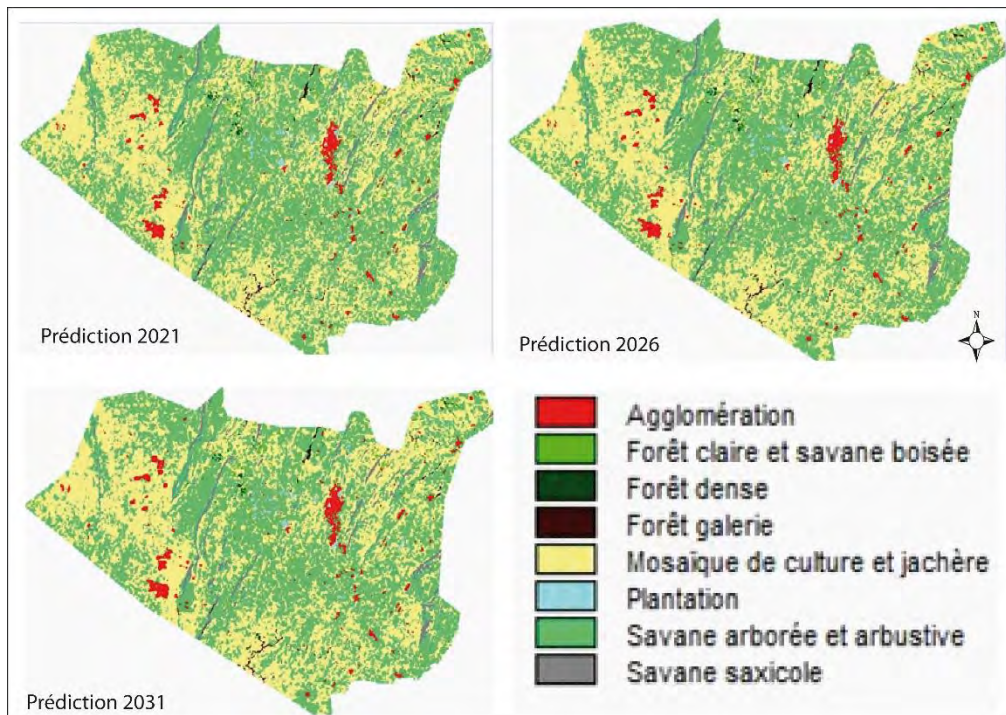 Prédiction 2021
Prédiction 2026
N
Prédiction 2031
Agglomération
Forêt claire et savane boisée
Forêt dense
Forêt galerie
Mosaïque de culture et jachère
Plantation
Savane arborée et arbustive
Savane saxicole